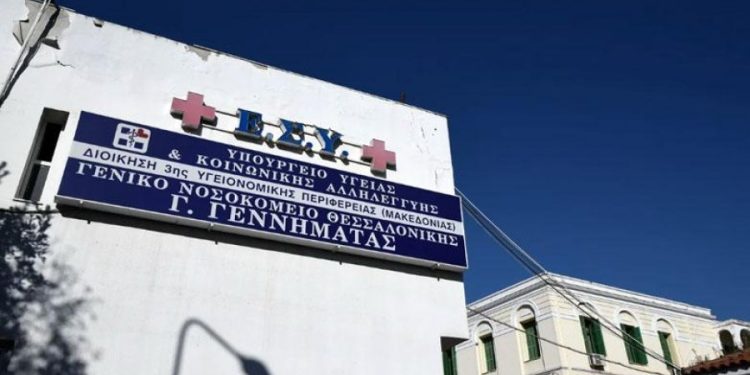 Ε.Σ.Υ.
ΥΠΟΥΡΓΕΙΟ ΥΓΕΙΑΣ
& ΚΟΙΝΩΝΙΚΗΣ ΑΛΛΗΛΕΓΓΥΗΣ
ΔΙΟΙΚΗΣΗ 3ης ΥΓΕΙΟΝΟΜΙΚΗΣ ΠΕΡΙΦΕΡΕΙΑΣ (ΜΑΚΕΔΟΝΙΑΣ)
ΓΕΝΙΚΟ ΝΟΣΟΚΟΜΕΙΟ ΘΕΣΣΑΛΟΝΙΚΗΣ
Γ. ΓΕΝΝΗΜΑΤΑΣ